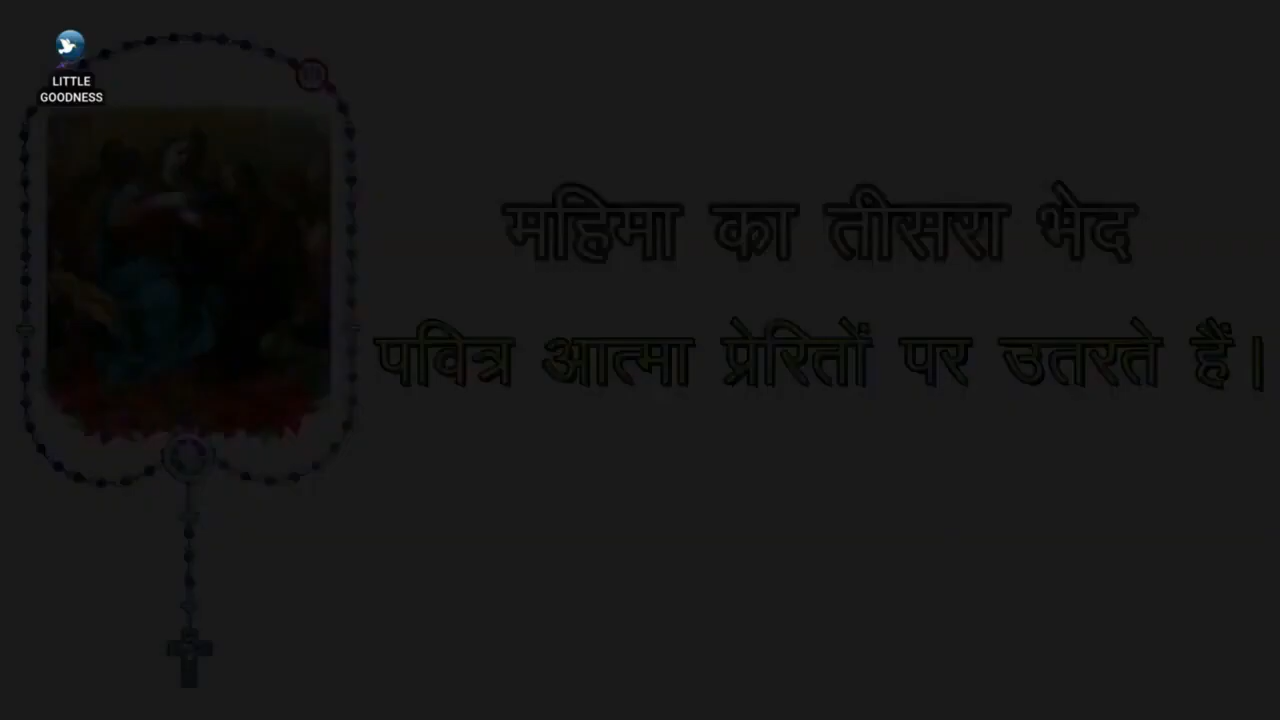 LITTLE
GOODNESS
महिमा का तीसरा भेद
पवित्र आत्मा प्रेरितों पर उतरते हैं।